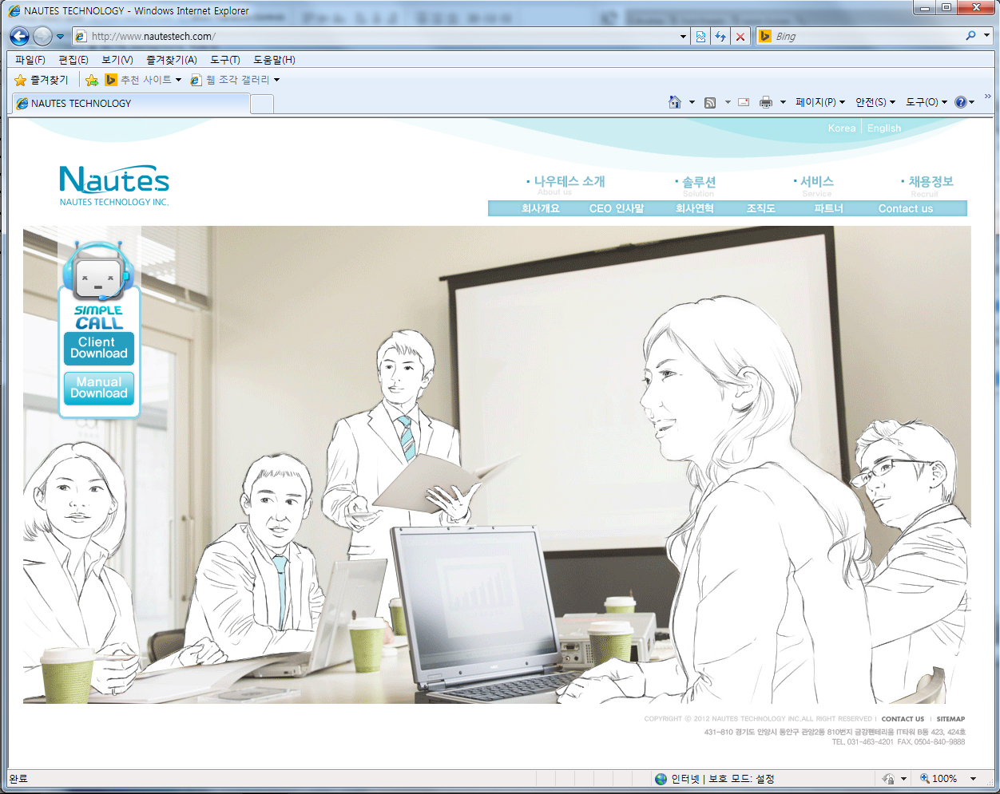 NAUTES TECHNOLOGY - Windows Internet Explorer
http://www.nautestech.com/
Bing
파일(F) 편집(E) 보기(V) 즐겨찾기(A) 도구(T) 도움말(H)
즐겨찾기 추천 사이트 웹 조각 갤러리
NAUTES TECHNOLOGY
페이지(P) 안전(S) 도구(O)
Korea English
Nautes
NAUTES TECHNOLOGY INC.
나우테스 소개 솔루션 서비스 채용정보
About us Solution Service Recruit
회사개요 CEO 인사말 회사연혁 조직도 파트너 Contact us
SIMPLE
CALL
Client
Download
Manual
Download
COPYRIGHT © 2012 NAUTES TECHNOLOGY INC.ALL RIGHT RESERVED | CONTACT US | SITEMAP
431-810 경기도 안양시 동안구 관양2동 810번지 금강펜테리움 IT타워 B동 423, 424호
TEL. 031-463-4201 FAX. 0504-840-9888
완료
인터넷 | 보호 모드: 설정
100%